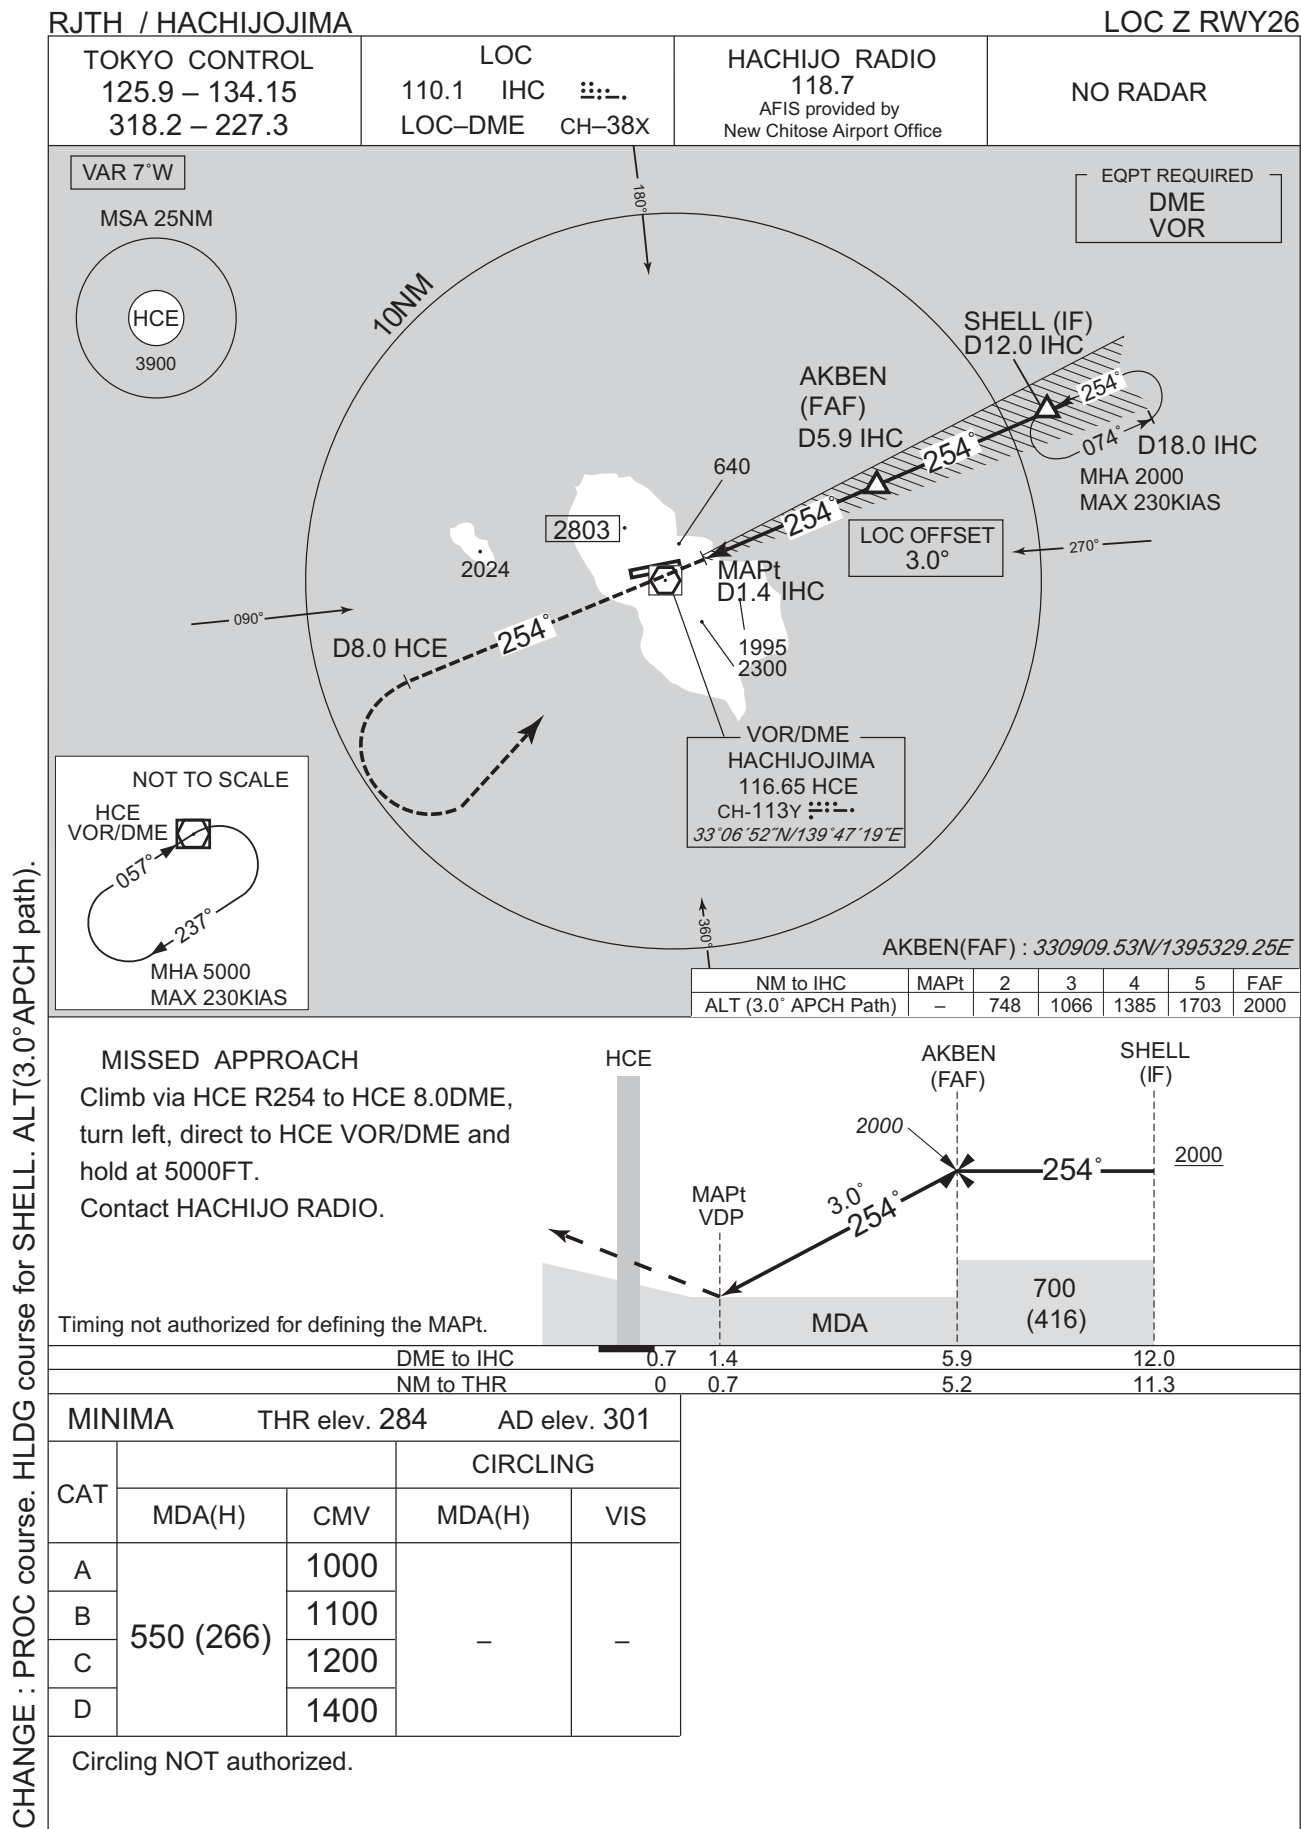 RJTH / HACHIJOJIMA
LOC Z RWY26
TOKYO CONTROL
125.9 – 134.15
318.2 – 227.3
LOC
110.1 IHC
LOC–DME CH–38X
HACHIJO RADIO
118.7
AFIS provided by
New Chitose Airport Office
NO RADAR
VAR 7°W
MSA 25NM
HCE
3900
10NM
180°
EQPT REQUIRED
DME
VOR
SHELL (IF)
D12.0 IHC
AKBEN
(FAF)
D5.9 IHC
254°
074°
D18.0 IHC
MHA 2000
MAX 230KIAS
254°
254°
LOC OFFSET
3.0°
270°
640
2803
2024
MAPt
D1.4 IHC
1995
2300
090°
D8.0 HCE
254°
VOR/DME
HACHIJOJIMA
116.65 HCE
CH-113Y
33°06´52˝N/139°47´19˝E
NOT TO SCALE
HCE
VOR/DME
057°
237°
MHA 5000
MAX 230KIAS
360°
AKBEN(FAF) : 330909.53N/1395329.25E
NM to IHC MAPt 2 3 4 5 FAF
ALT (3.0° APCH Path) – 748 1066 1385 1703 2000
MISSED APPROACH
Climb via HCE R254 to HCE 8.0DME,
turn left, direct to HCE VOR/DME and
hold at 5000FT.
Contact HACHIJO RADIO.
Timing not authorized for defining the MAPt.
HCE
AKBEN
(FAF)
SHELL
(IF)
2000
254°
2000
MAPt
VDP
3.0°
254°
MDA
700
(416)
DME to IHC 0.7 1.4 5.9 12.0
NM to THR 0 0.7 5.2 11.3
MINIMA THR elev. 284 AD elev. 301
CAT
CIRCLING
MDA(H) CMV MDA(H) VIS
A 1000
B 1100
550 (266) – –
C 1200
D 1400
Circling NOT authorized.
CHANGE : PROC course. HLDG course for SHELL. ALT(3.0°APCH path).